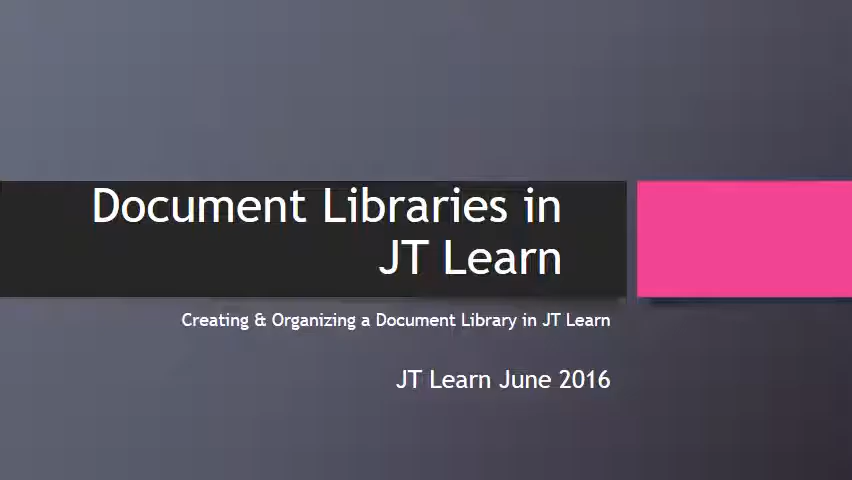 Document Libraries in
JT Learn
Creating & Organizing a Document Library in JT Learn
JT Learn June 2016